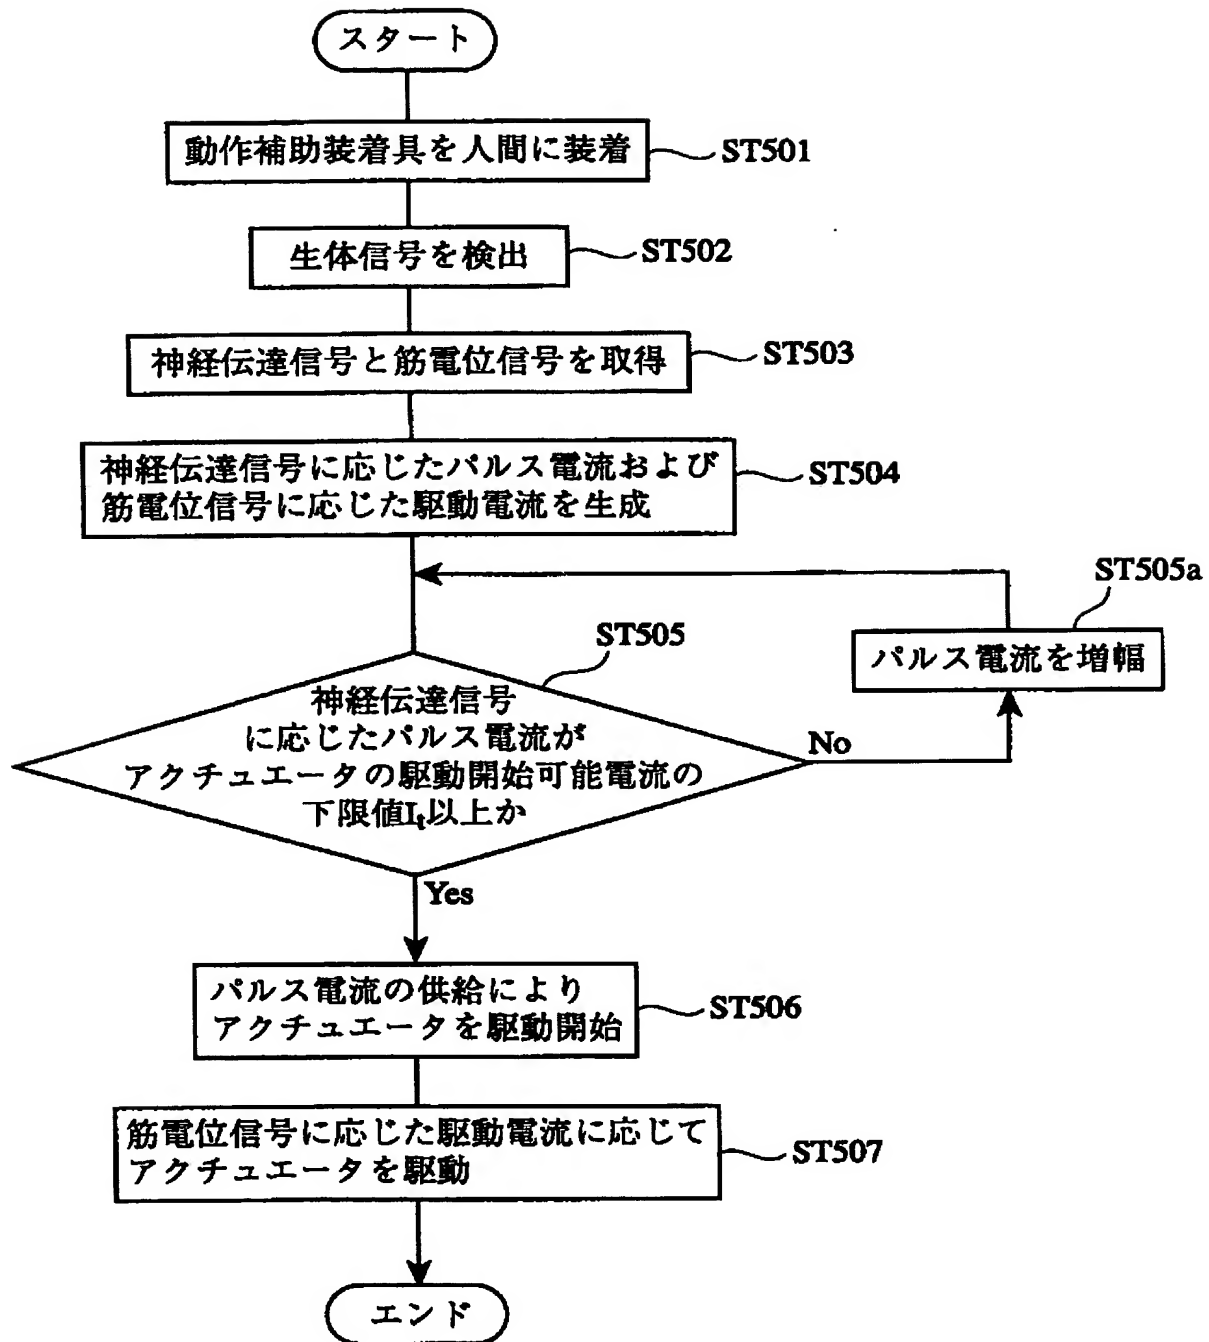 スタート
動作補助装着具を人間に装着
ST501
生体信号を検出
ST502
神経伝達信号と筋電位信号を取得
ST503
神経伝達信号に応じたパルス電流および
筋電位信号に応じた駆動電流を生成
ST504
ST505a
パルス電流を増幅
ST505
神経伝達信号
に応じたパルス電流が
アクチュエータの駆動開始可能電流の
下限値It以上か
No
Yes
パルス電流の供給により
アクチュエータを駆動開始
ST506
筋電位信号に応じた駆動電流に応じて
アクチュエータを駆動
ST507
エンド